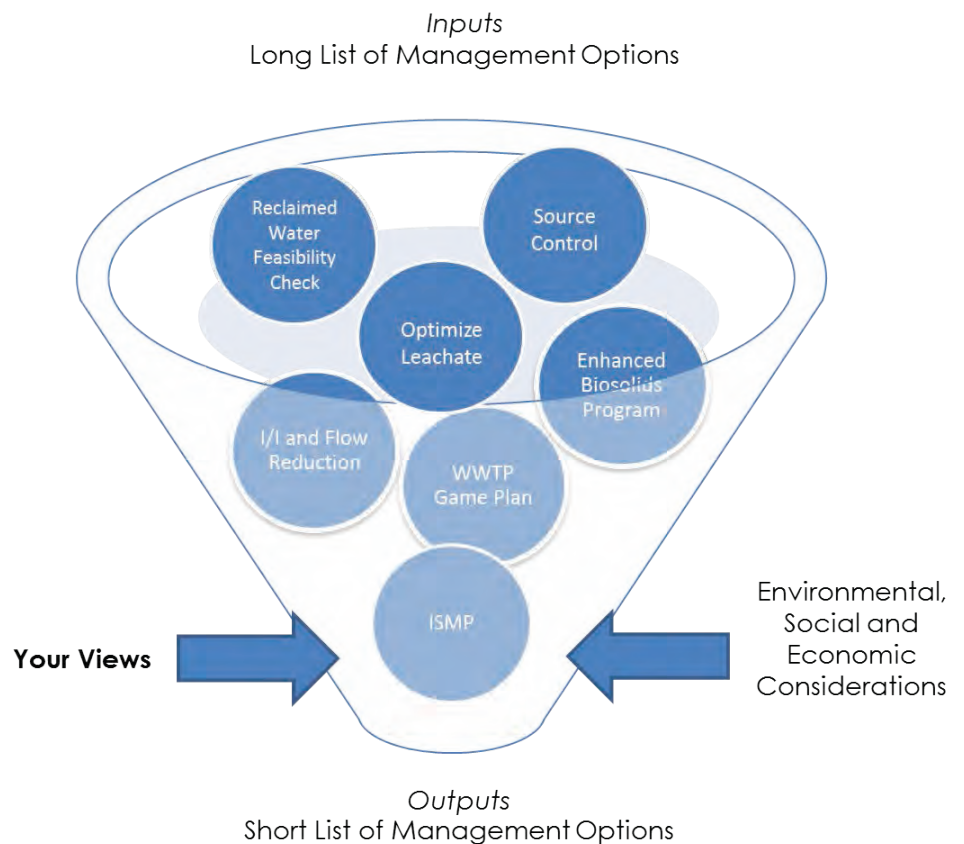 Inputs
Long List of Management Options
Reclaimed
Water
Feasibility
Check
Source
Control
Optimize
Leachate
Enhanced
Biosolids
Program
I/I and Flow
Reduction
WWTP
Game Plan
ISMP
Your Views
Environmental,
Social and
Economic
Considerations
Outputs
Short List of Management Options